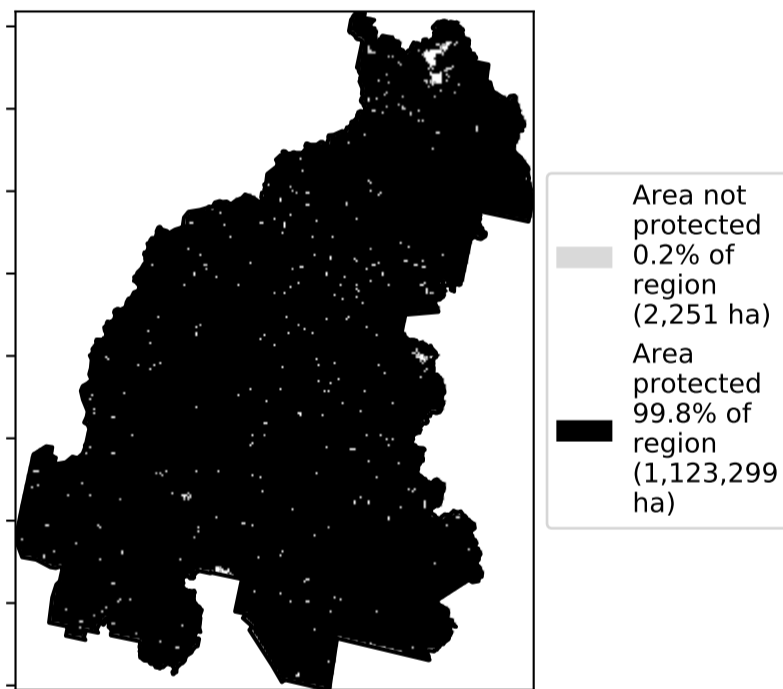 Area not
protected
0.2% of
region
(2,251 ha)
Area
protected
99.8% of
region
(1,123,299
ha)